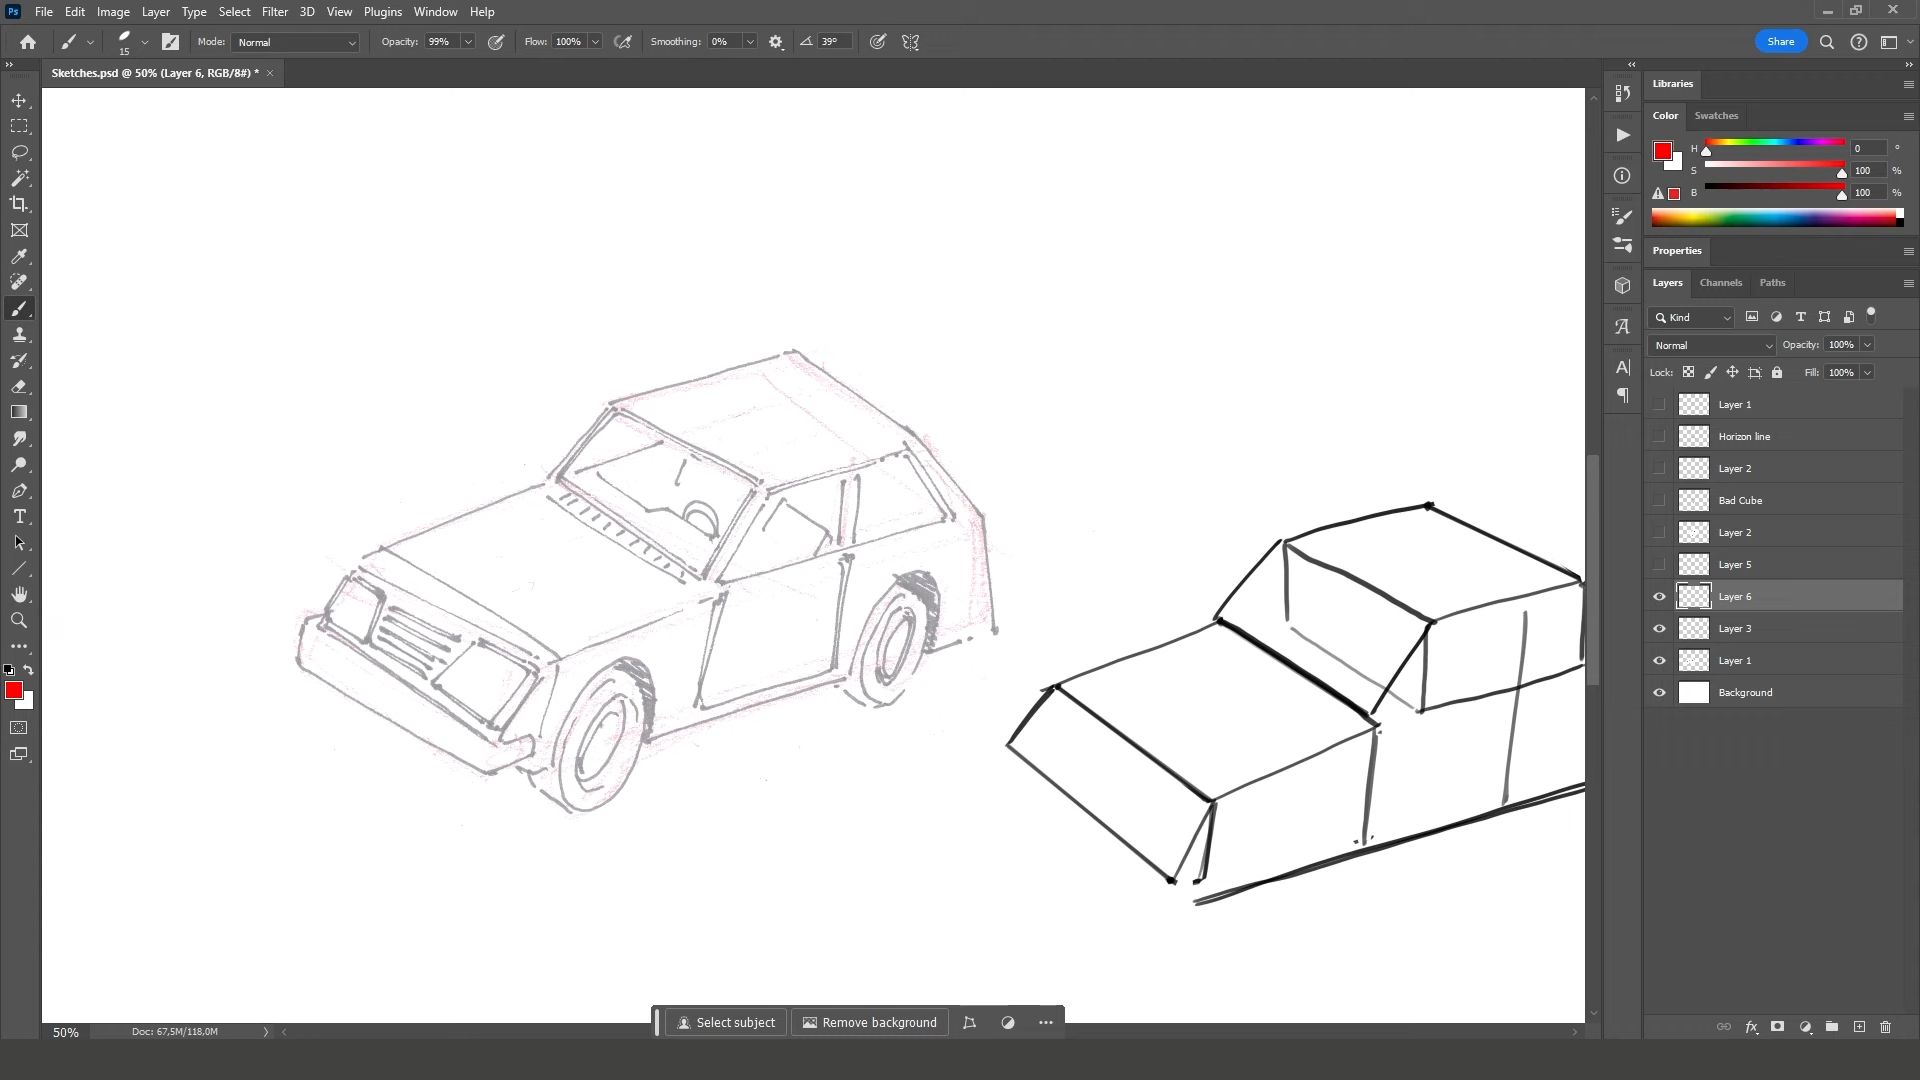 Ps File Edit Image Layer Type Select Filter 3D View Plugins Window Help
15 Mode: Normal Opacity: 99% Flow: 100% Smoothing: 0% 39° Share
Sketches.psd @ 50% (Layer 6, RGB/8#) * ×
Libraries
Color Swatches
H 0 °
S 100 %
B 100 %
Properties
Layers Channels Paths
Kind
Normal Opacity: 100%
Lock: Fill: 100%
Layer 1
Horizon line
Layer 2
Bad Cube
Layer 2
Layer 5
Layer 6
Layer 3
Layer 1
Background
Select subject Remove background
50% Doc: 67,5M/118,0M